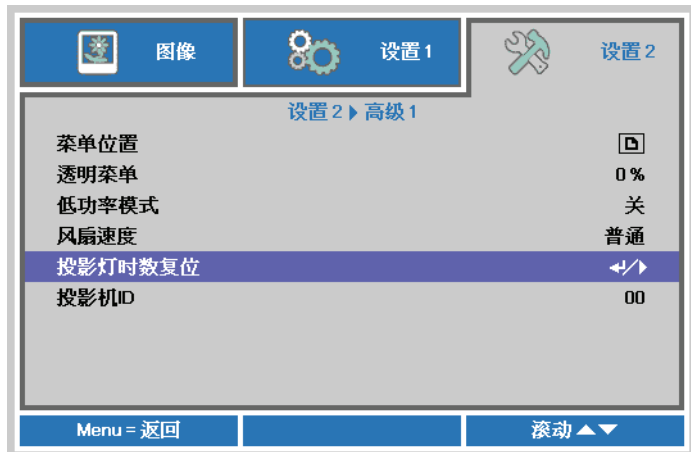 图像 设置 1 设置 2
设置 2 高级 1
菜单位置
透明菜单 0 %
低功率模式 关
风扇速度 普通
投影灯时数复位
投影机ID 00
Menu = 返回 滚动